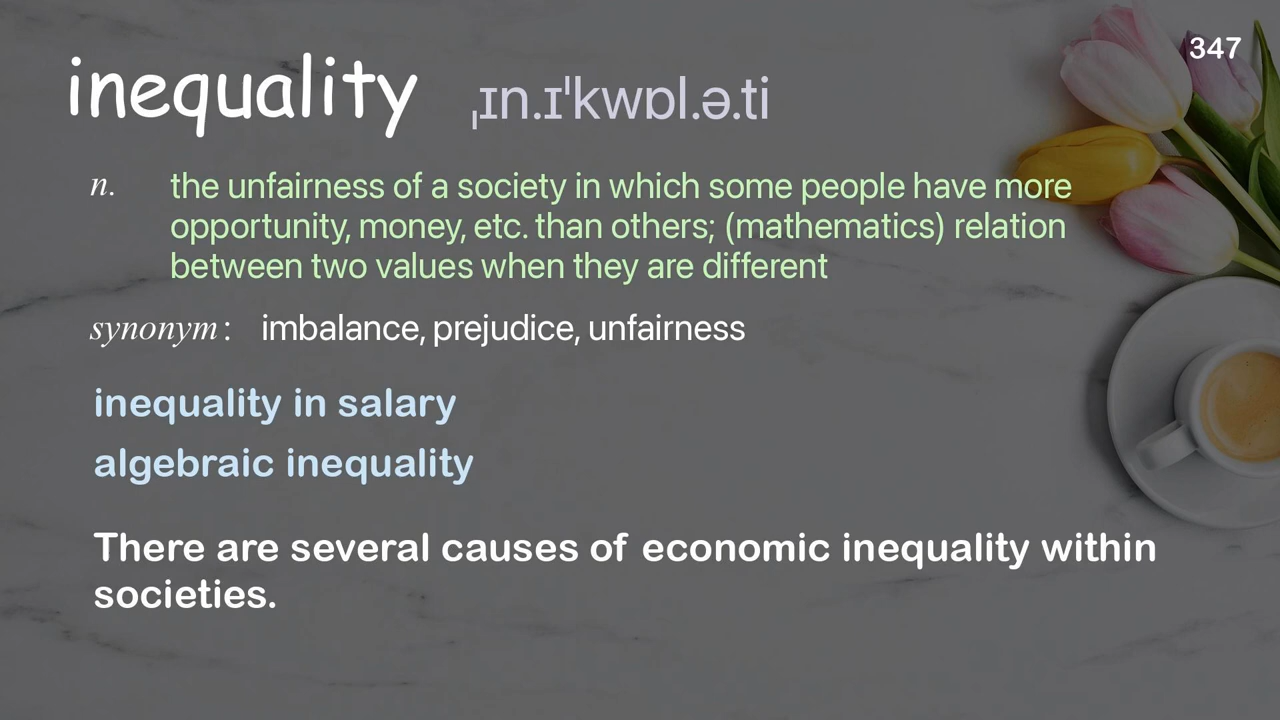 347
inequality ˌɪn.ɪˈkwɒl.ə.ti
n. the unfairness of a society in which some people have more
opportunity, money, etc. than others; (mathematics) relation
between two values when they are different
synonym: imbalance, prejudice, unfairness
inequality in salary
algebraic inequality
There are several causes of economic inequality within
societies.